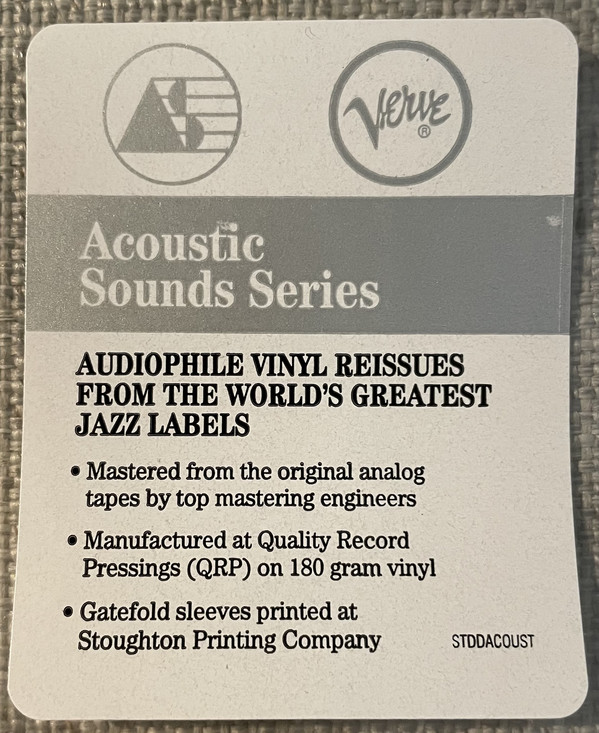 AS
Verve®
Acoustic
Sounds Series
AUDIOPHILE VINYL REISSUES
FROM THE WORLD'S GREATEST
JAZZ LABELS
• Mastered from the original analog
tapes by top mastering engineers
• Manufactured at Quality Record
Pressings (QRP) on 180 gram vinyl
• Gatefold sleeves printed at
Stoughton Printing Company
STDDACOUST